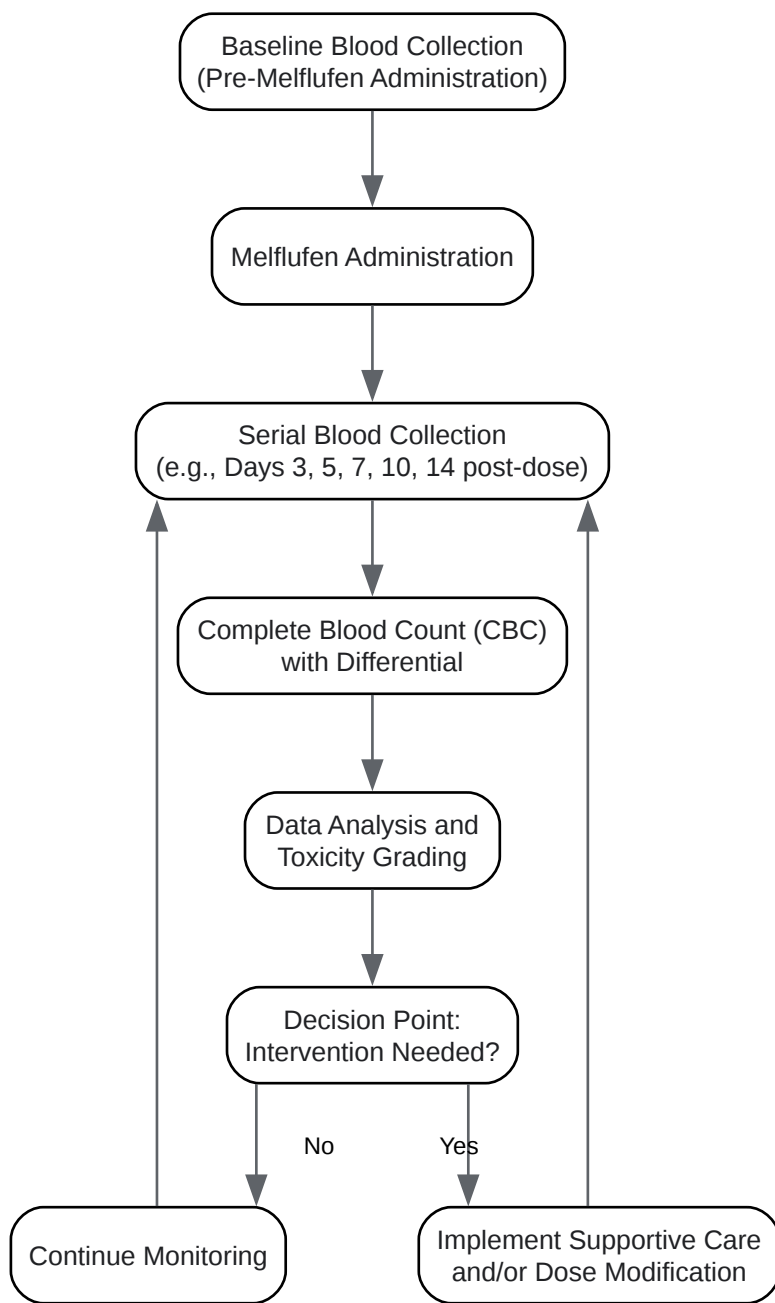 Baseline Blood Collection
(Pre-Melflufen Administration)
Melflufen Administration
Serial Blood Collection
(e.g., Days 3, 5, 7, 10, 14 post-dose)
Complete Blood Count (CBC)
with Differential
Data Analysis and
Toxicity Grading
Decision Point:
Intervention Needed?
No
Yes
Continue Monitoring
Implement Supportive Care
and/or Dose Modification